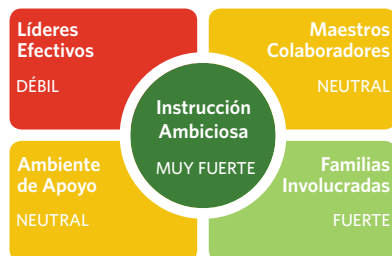 Líderes
Efectivos
DÉBIL
Maestros
Colaboradores
NEUTRAL
Instrucción
Ambiciosa
MUY FUERTE
Ambiente
de Apoyo
NEUTRAL
Familias
Involucradas
FUERTE